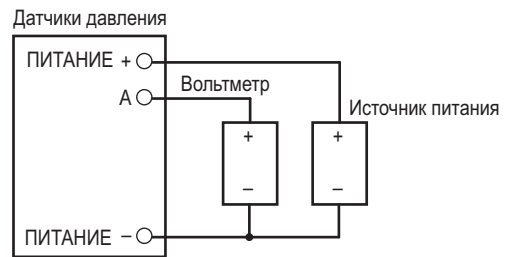 Датчики давления
ПИТАНИЕ +
А
Вольтметр
Источник питания
+
+
–
–
ПИТАНИЕ –